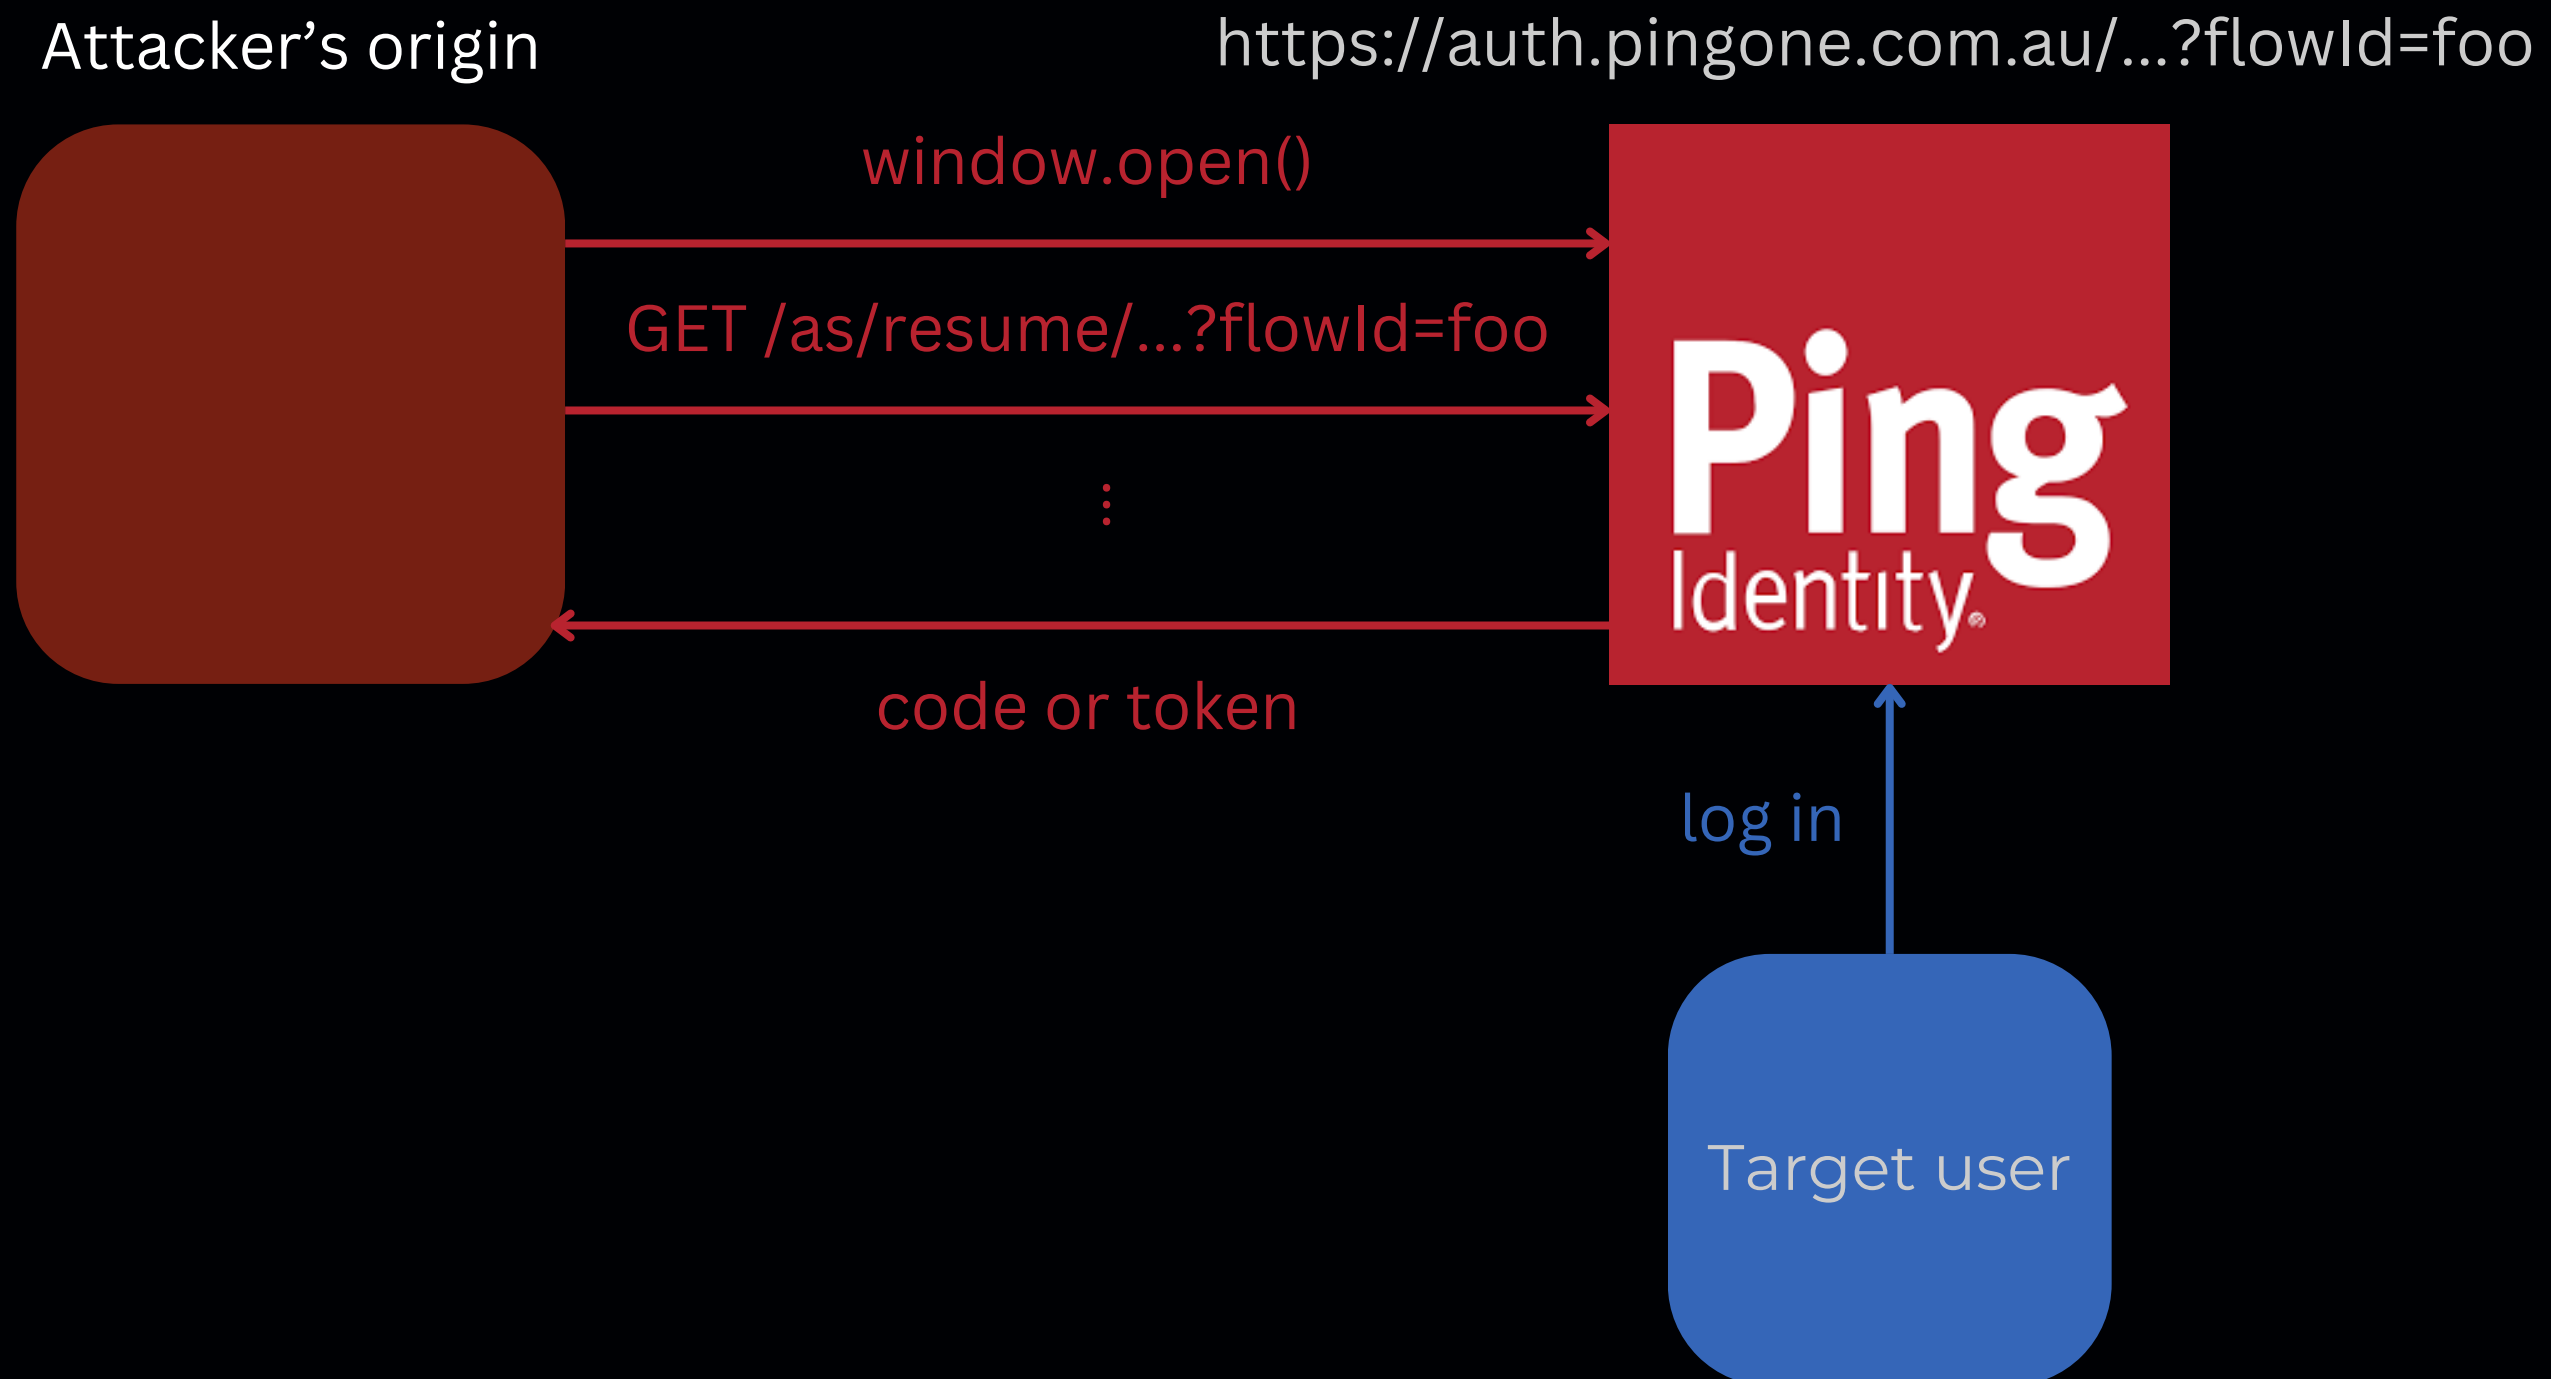 Attacker’s origin
https://auth.pingone.com.au/...?flowId=foo
window.open()
GET /as/resume/...?flowId=foo
Ping
Identity®
code or token
log in
Target user